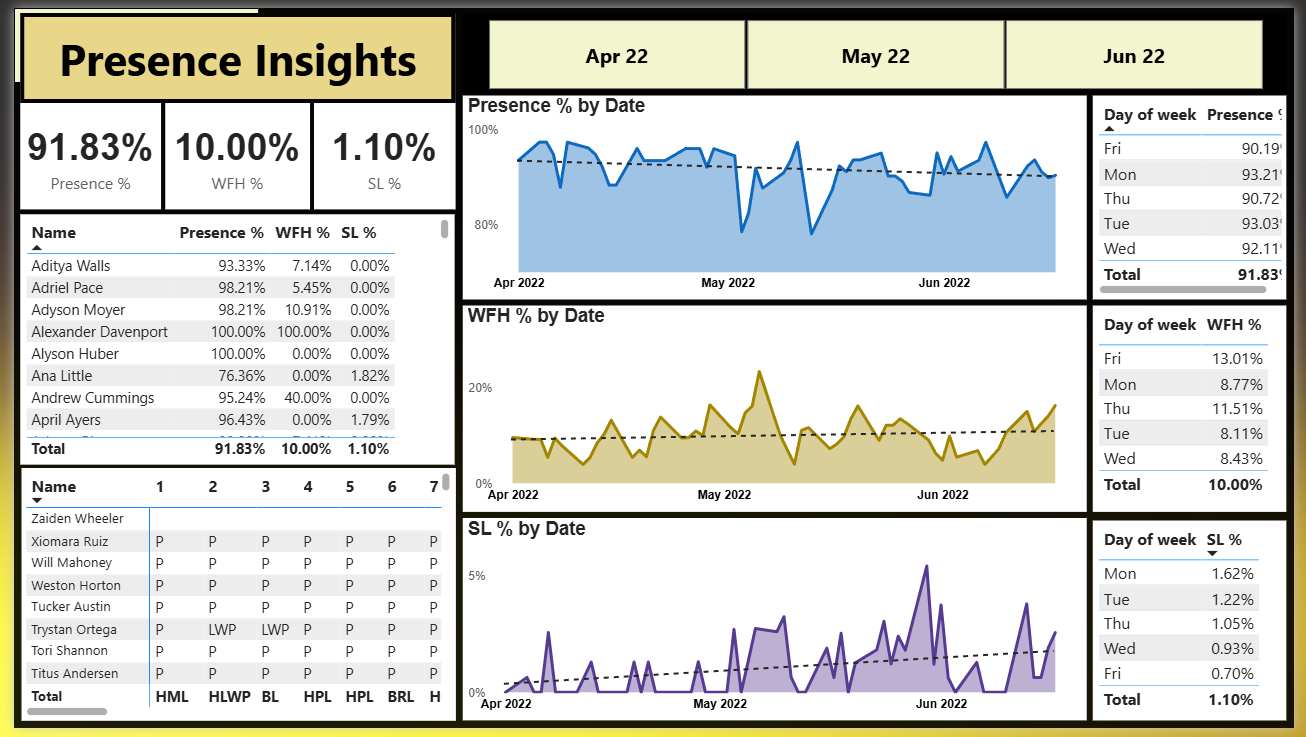 Presence Insights
Apr 22
May 22
Jun 22
91.83%
Presence %
10.00%
WFH %
1.10%
SL %
Name Presence % WFH % SL %
Aditya Walls 93.33% 7.14% 0.00%
Adriel Pace 98.21% 5.45% 0.00%
Adyson Moyer 98.21% 10.91% 0.00%
Alexander Davenport 100.00% 100.00% 0.00%
Alyson Huber 100.00% 0.00% 0.00%
Ana Little 76.36% 0.00% 1.82%
Andrew Cummings 95.24% 40.00% 0.00%
April Ayers 96.43% 0.00% 1.79%
Total 91.83% 10.00% 1.10%
Name 1 2 3 4 5 6 7
Zaiden Wheeler
Xiomara Ruiz P P P P P P P
Will Mahoney P P P P P P P
Weston Horton P P P P P P P
Tucker Austin P P P P P P P
Trystan Ortega P LWP LWP P P P P
Tori Shannon P P P P P P P
Titus Andersen P P P P P P P
Total HML HLWP BL HPL HPL BRL H
Presence % by Date
100%
80%
Apr 2022 May 2022 Jun 2022
WFH % by Date
20%
0%
Apr 2022 May 2022 Jun 2022
SL % by Date
5%
0%
Apr 2022 May 2022 Jun 2022
Day of week Presence %
Fri 90.19%
Mon 93.21%
Thu 90.72%
Tue 93.03%
Wed 92.11%
Total 91.83%
Day of week WFH %
Fri 13.01%
Mon 8.77%
Thu 11.51%
Tue 8.11%
Wed 8.43%
Total 10.00%
Day of week SL %
Mon 1.62%
Tue 1.22%
Thu 1.05%
Wed 0.93%
Fri 0.70%
Total 1.10%